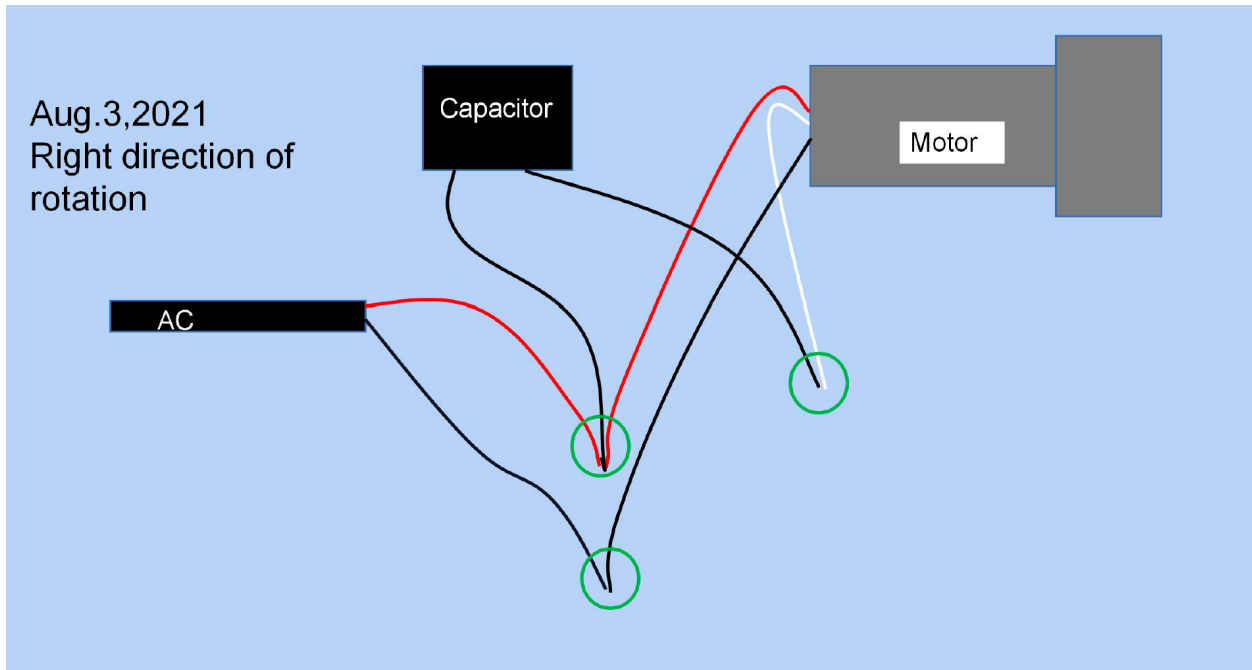 Aug.3,2021
Right direction of
rotation
Capacitor
Motor
AC